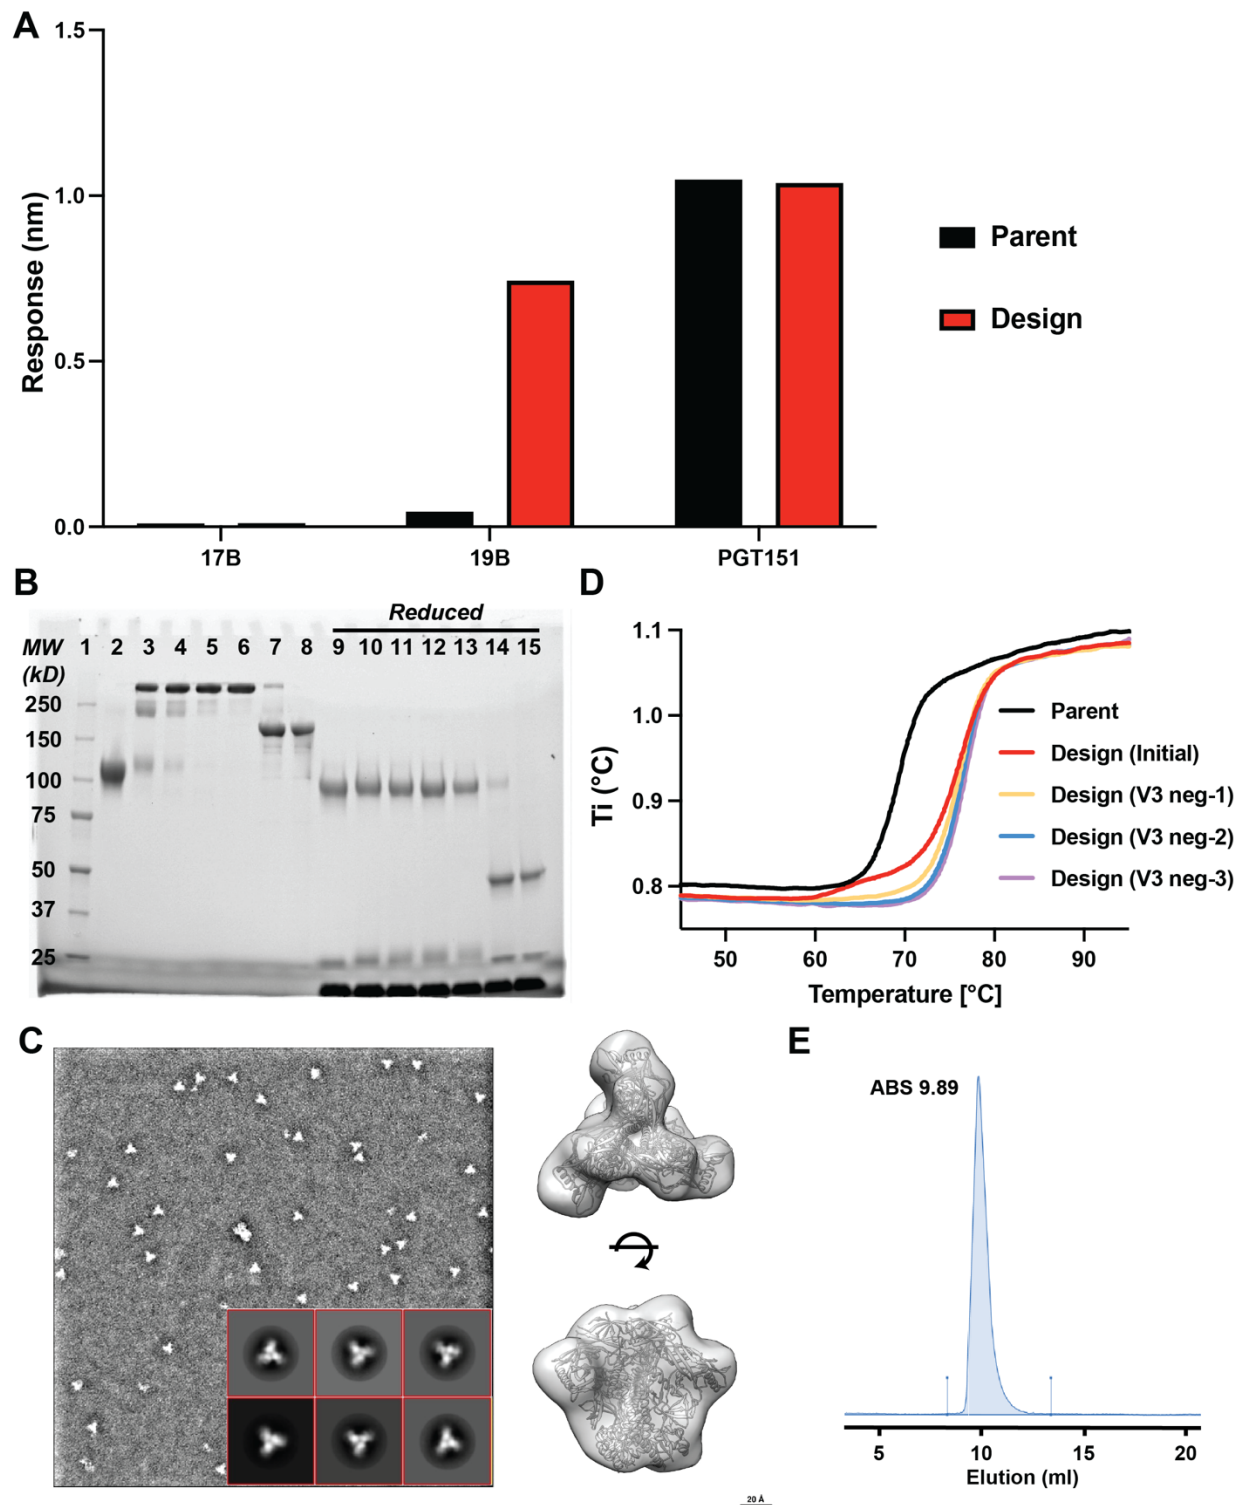 A
1.5
1.0
0.5
0.0
Response (nm)
17B
19B
PGT151
Parent
Design
B
Reduced
MW
(kD)
1 2 3 4 5 6 7 8 9 10 11 12 13 14 15
250
150
100
75
50
37
25
D
1.1
1.0
0.9
0.8
Ti (°C)
50 60 70 80 90
Temperature [°C]
Parent
Design (Initial)
Design (V3 neg-1)
Design (V3 neg-2)
Design (V3 neg-3)
C
20 Å
E
ABS 9.89
5 10 15 20
Elution (ml)